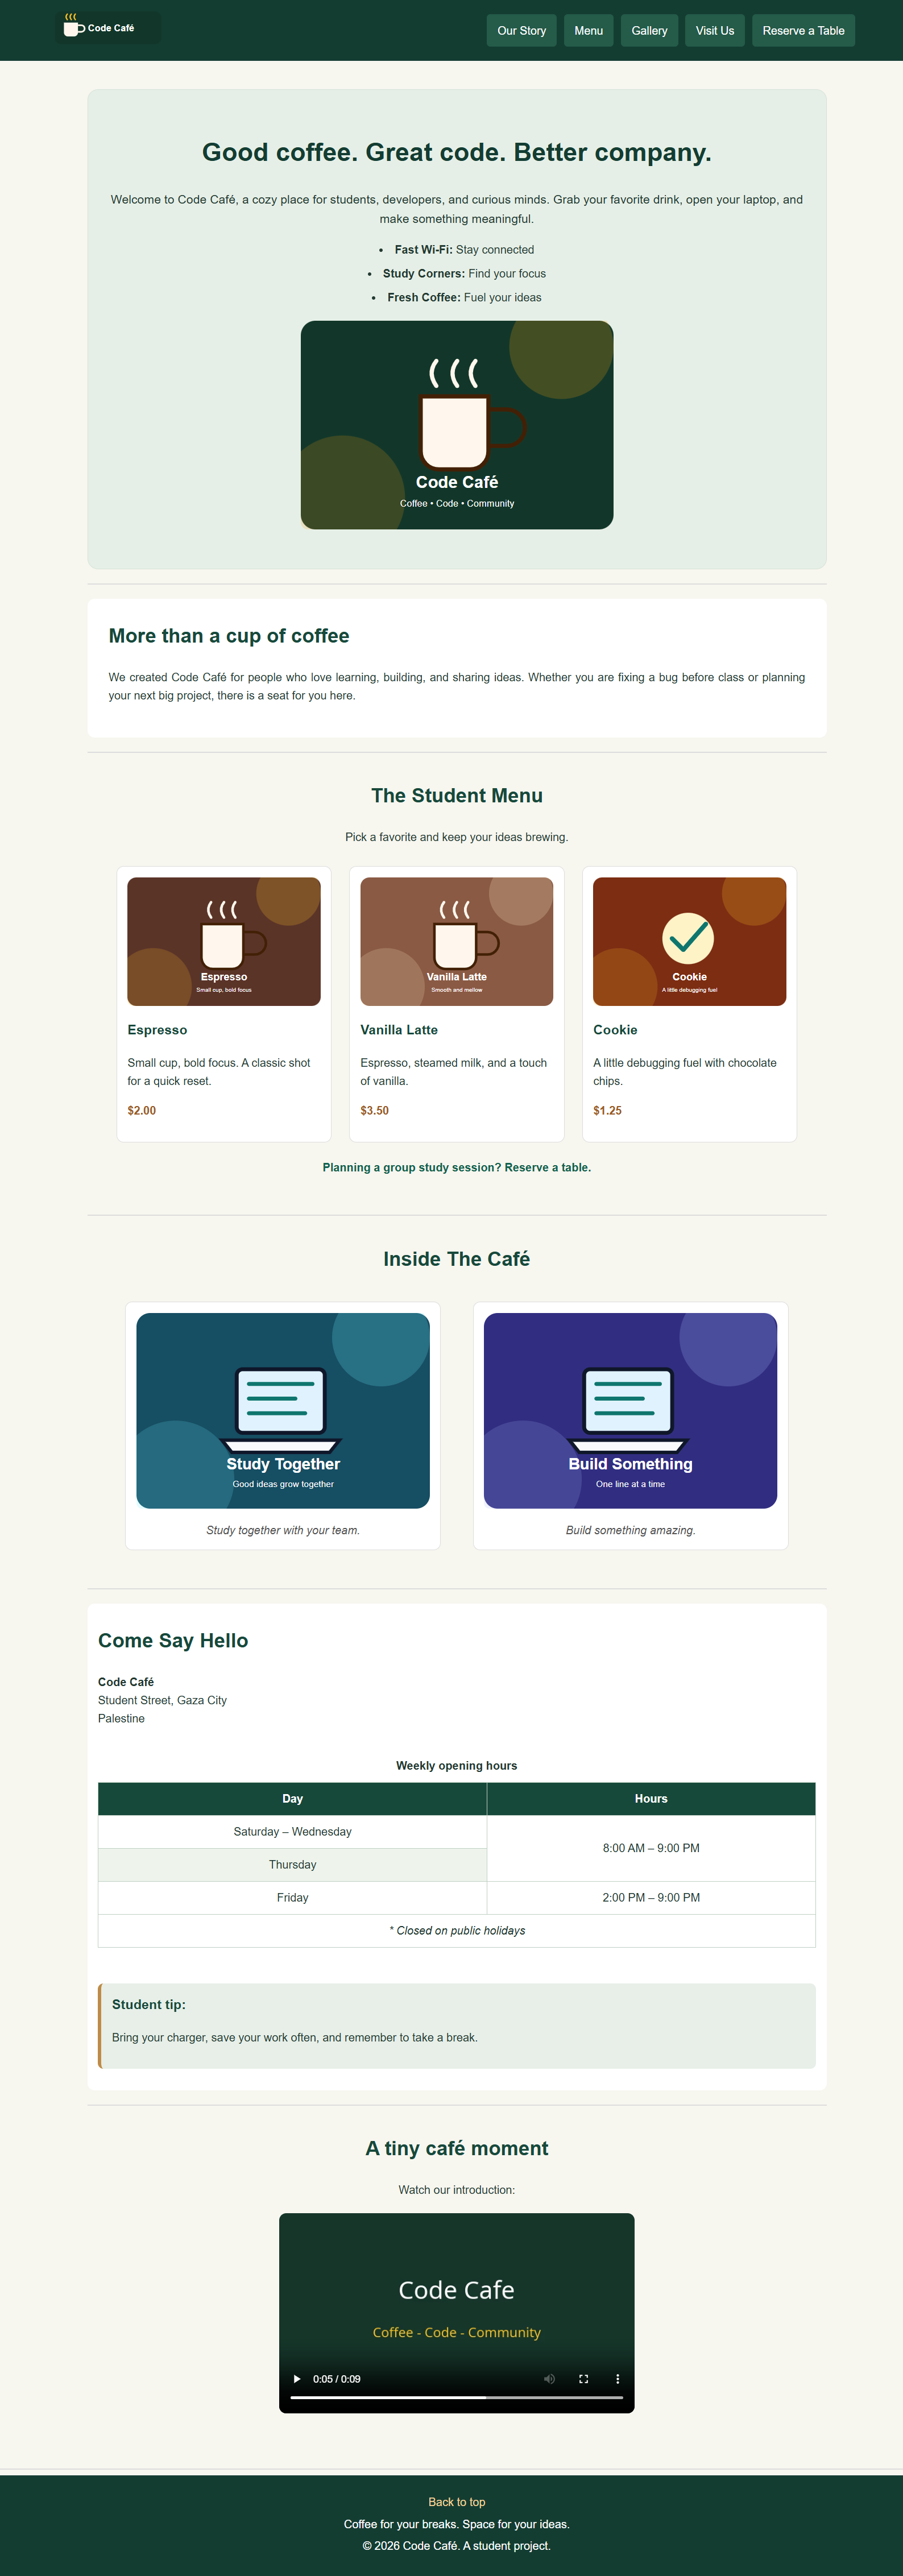 Code Café
Our Story
Menu
Gallery
Visit Us
Reserve a Table
Good coffee. Great code. Better company.
Welcome to Code Café, a cozy place for students, developers, and curious minds. Grab your favorite drink, open your laptop, and
make something meaningful.
• Fast Wi-Fi: Stay connected
• Study Corners: Find your focus
• Fresh Coffee: Fuel your ideas
Code Café
Coffee • Code • Community
More than a cup of coffee
We created Code Café for people who love learning, building, and sharing ideas. Whether you are fixing a bug before class or planning
your next big project, there is a seat for you here.
The Student Menu
Pick a favorite and keep your ideas brewing.
Espresso
Small cup, bold focus
Espresso
Small cup, bold focus. A classic shot
for a quick reset.
$2.00
Vanilla Latte
Smooth and mellow
Vanilla Latte
Espresso, steamed milk, and a touch
of vanilla.
$3.50
Cookie
A little debugging fuel
Cookie
A little debugging fuel with chocolate
chips.
$1.25
Planning a group study session? Reserve a table.
Inside The Café
Study Together
Good ideas grow together
Study together with your team.
Build Something
One line at a time
Build something amazing.
Come Say Hello
Code Café
Student Street, Gaza City
Palestine
Weekly opening hours
Day Hours
Saturday – Wednesday
8:00 AM – 9:00 PM
Thursday
Friday 2:00 PM – 9:00 PM
* Closed on public holidays
Student tip:
Bring your charger, save your work often, and remember to take a break.
A tiny café moment
Watch our introduction:
Code Cafe
Coffee - Code - Community
0:05 / 0:09
Back to top
Coffee for your breaks. Space for your ideas.
© 2026 Code Café. A student project.